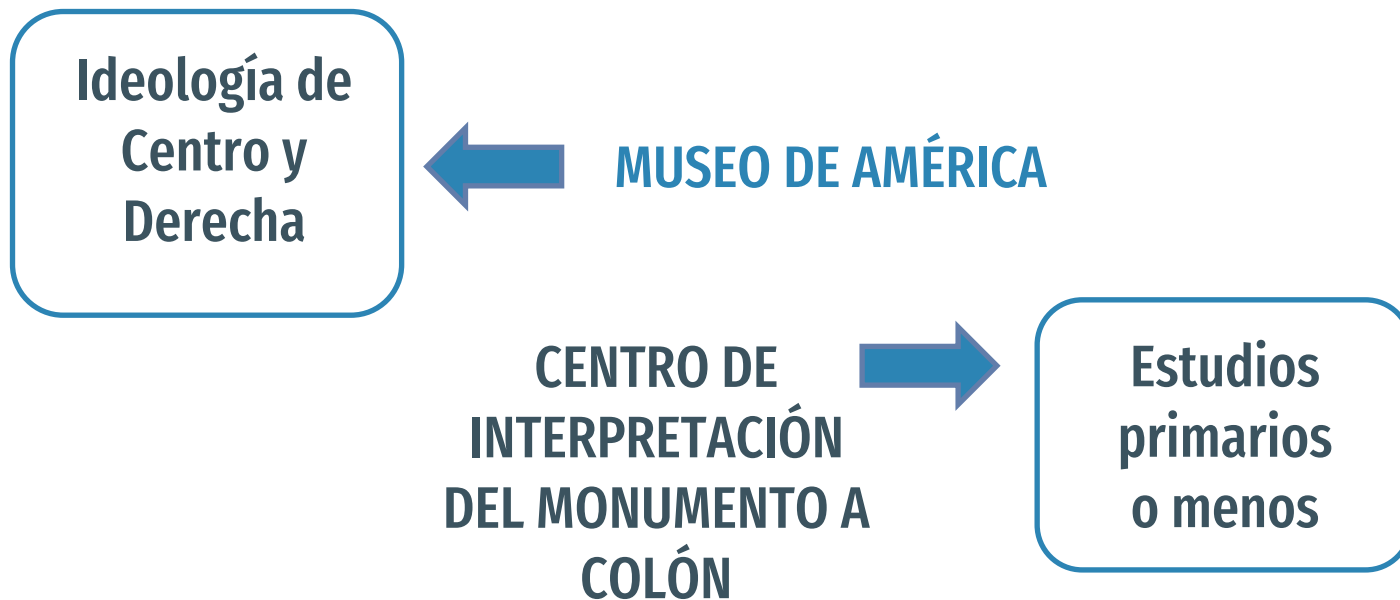 Ideología de
Centro y
Derecha
MUSEO DE AMÉRICA
CENTRO DE
INTERPRETACIÓN
DEL MONUMENTO A
COLÓN
Estudios
primarios
o menos